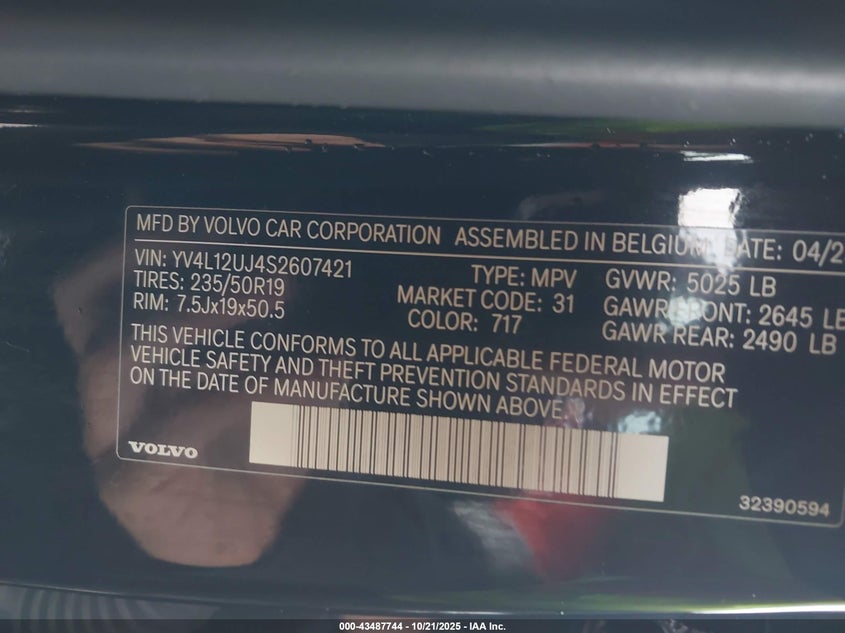 MFD BY VOLVO CAR CORPORATION ASSEMBLED IN BELGIUM DATE: 04/2
VIN: YV4L12UJ4S2607421 TYPE: MPV GVWR: 5025 LB
TIRES: 235/50R19 MARKET CODE: 31 GAWR FRONT: 2645 LB
RIM: 7.5Jx19x50.5 COLOR: 717 GAWR REAR: 2490 LB
THIS VEHICLE CONFORMS TO ALL APPLICABLE FEDERAL MOTOR
VEHICLE SAFETY AND THEFT PREVENTION STANDARDS IN EFFECT
ON THE DATE OF MANUFACTURE SHOWN ABOVE.
VOLVO
32390594
000-43487744 - 10/21/2025 - IAA Inc.